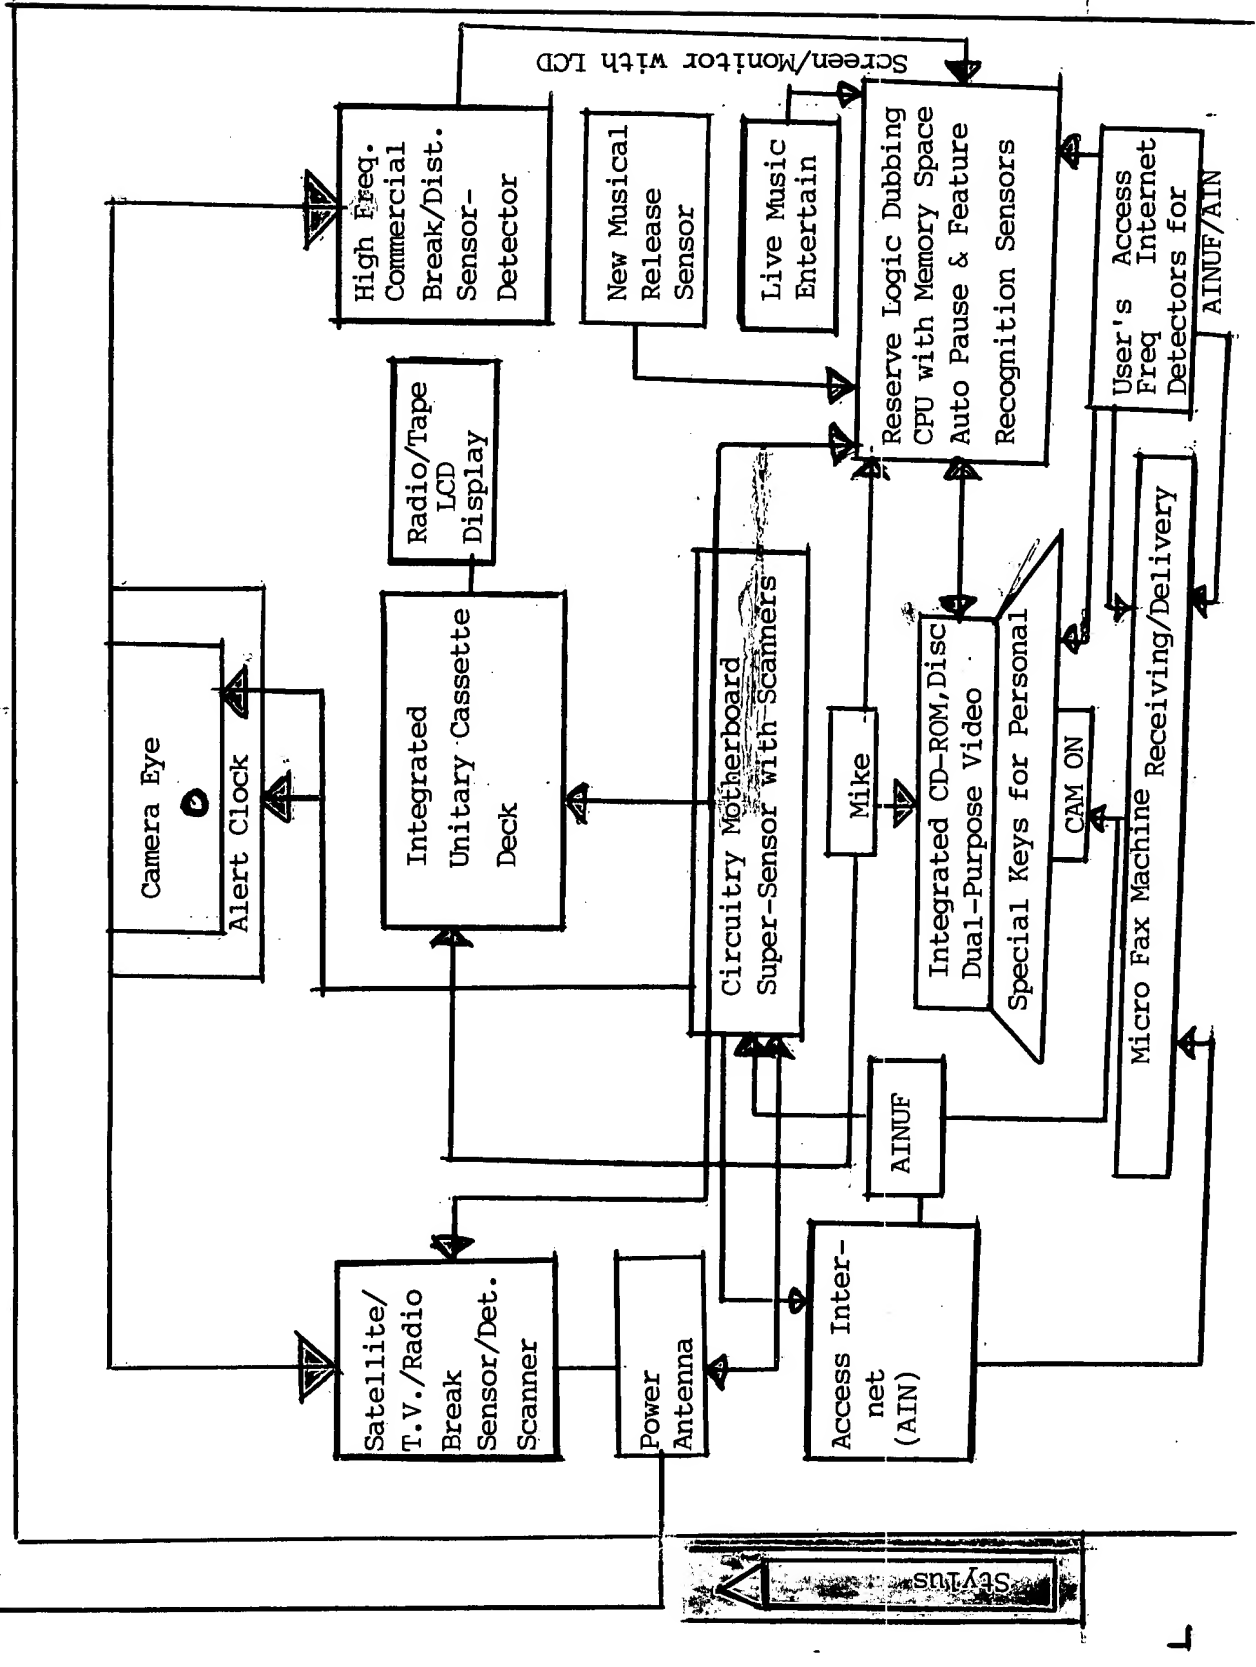 Camera Eye
Alert Clock
Satellite/
T.V./Radio
Break
Sensor/Det.
Scanner
Integrated
Unitary Cassette
Deck
Radio/Tape
LCD
Display
High Freq.
Commercial
Break/Dist.
Sensor-
Detector
Screen/Monitor with LCD
Power
Antenna
Circuitry Motherboard
Super-Sensor with Scanners
New Musical
Release
Sensor
Live Music
Entertain
Stylus
Access Inter-
net
(AIN)
AINUF
Mike
Reserve Logic Dubbing
CPU with Memory Space
Auto Pause & Feature
Recognition Sensors
Integrated CD-ROM,Disc
Dual-Purpose Video
Special Keys for Personal
CAM ON
User's Access
Freq Internet
Detectors for
AINUF/AIN
Micro Fax Machine Receiving/Delivery